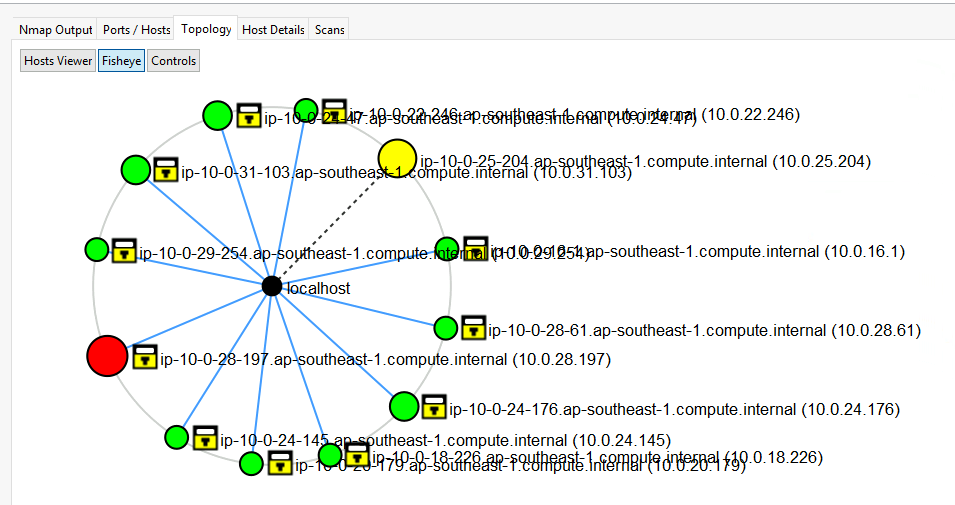 Nmap Output Ports / Hosts Topology Host Details Scans
Hosts Viewer Fisheye Controls
ip-10-0-22-246.ap-southeast-1.compute.internal (10.0.22.246)
ip-10-0-24-47.ap-southeast-1.compute.internal (10.0.24.47)
ip-10-0-25-204.ap-southeast-1.compute.internal (10.0.25.204)
ip-10-0-31-103.ap-southeast-1.compute.internal (10.0.31.103)
ip-10-0-16-1.ap-southeast-1.compute.internal (10.0.16.1)
ip-10-0-29-254.ap-southeast-1.compute.internal (10.0.29.254)
localhost
ip-10-0-28-61.ap-southeast-1.compute.internal (10.0.28.61)
ip-10-0-28-197.ap-southeast-1.compute.internal (10.0.28.197)
ip-10-0-24-176.ap-southeast-1.compute.internal (10.0.24.176)
ip-10-0-24-145.ap-southeast-1.compute.internal (10.0.24.145)
ip-10-0-18-226.ap-southeast-1.compute.internal (10.0.18.226)
ip-10-0-20-179.ap-southeast-1.compute.internal (10.0.20.179)